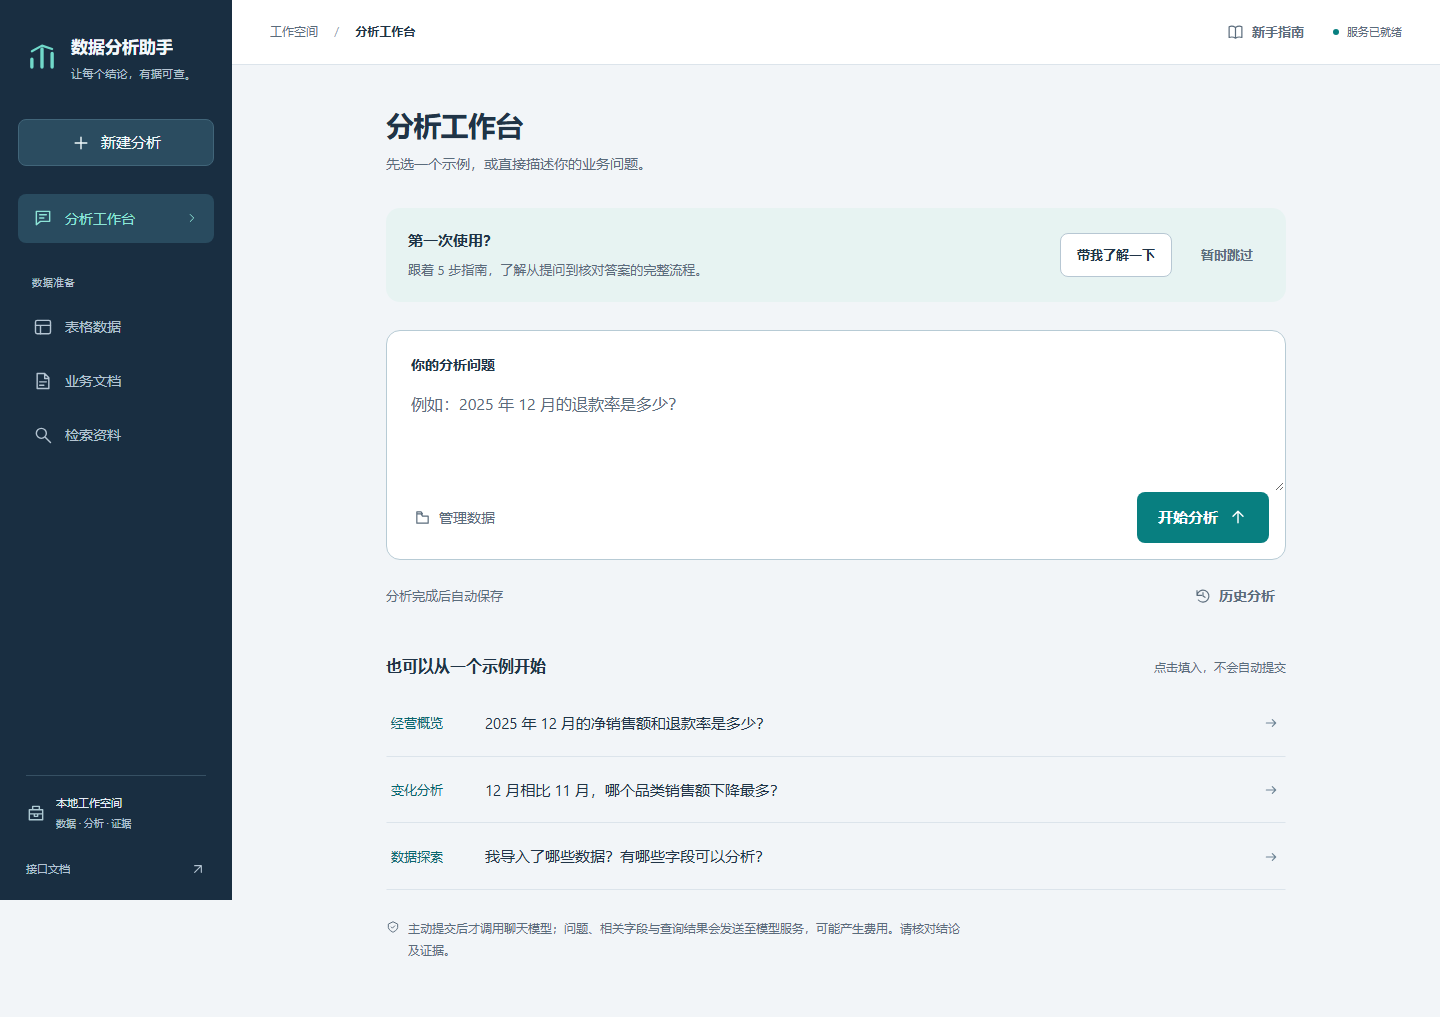 数据分析助手
让每个结论，有据可查。
新建分析
分析工作台
数据准备
表格数据
业务文档
检索资料
本地工作空间
数据 · 分析 · 证据
接口文档
工作空间 / 分析工作台
新手指南
服务已就绪
分析工作台
先选一个示例，或直接描述你的业务问题。
第一次使用？
跟着 5 步指南，了解从提问到核对答案的完整流程。
带我了解一下
暂时跳过
你的分析问题
例如：2025 年 12 月的退款率是多少？
管理数据
开始分析
分析完成后自动保存
历史分析
也可以从一个示例开始
点击填入，不会自动提交
经营概览 2025 年 12 月的净销售额和退款率是多少？
变化分析 12 月相比 11 月，哪个品类销售额下降最多？
数据探索 我导入了哪些数据？有哪些字段可以分析？
主动提交后才调用聊天模型；问题、相关字段与查询结果会发送至模型服务，可能产生费用。请核对结论
及证据。